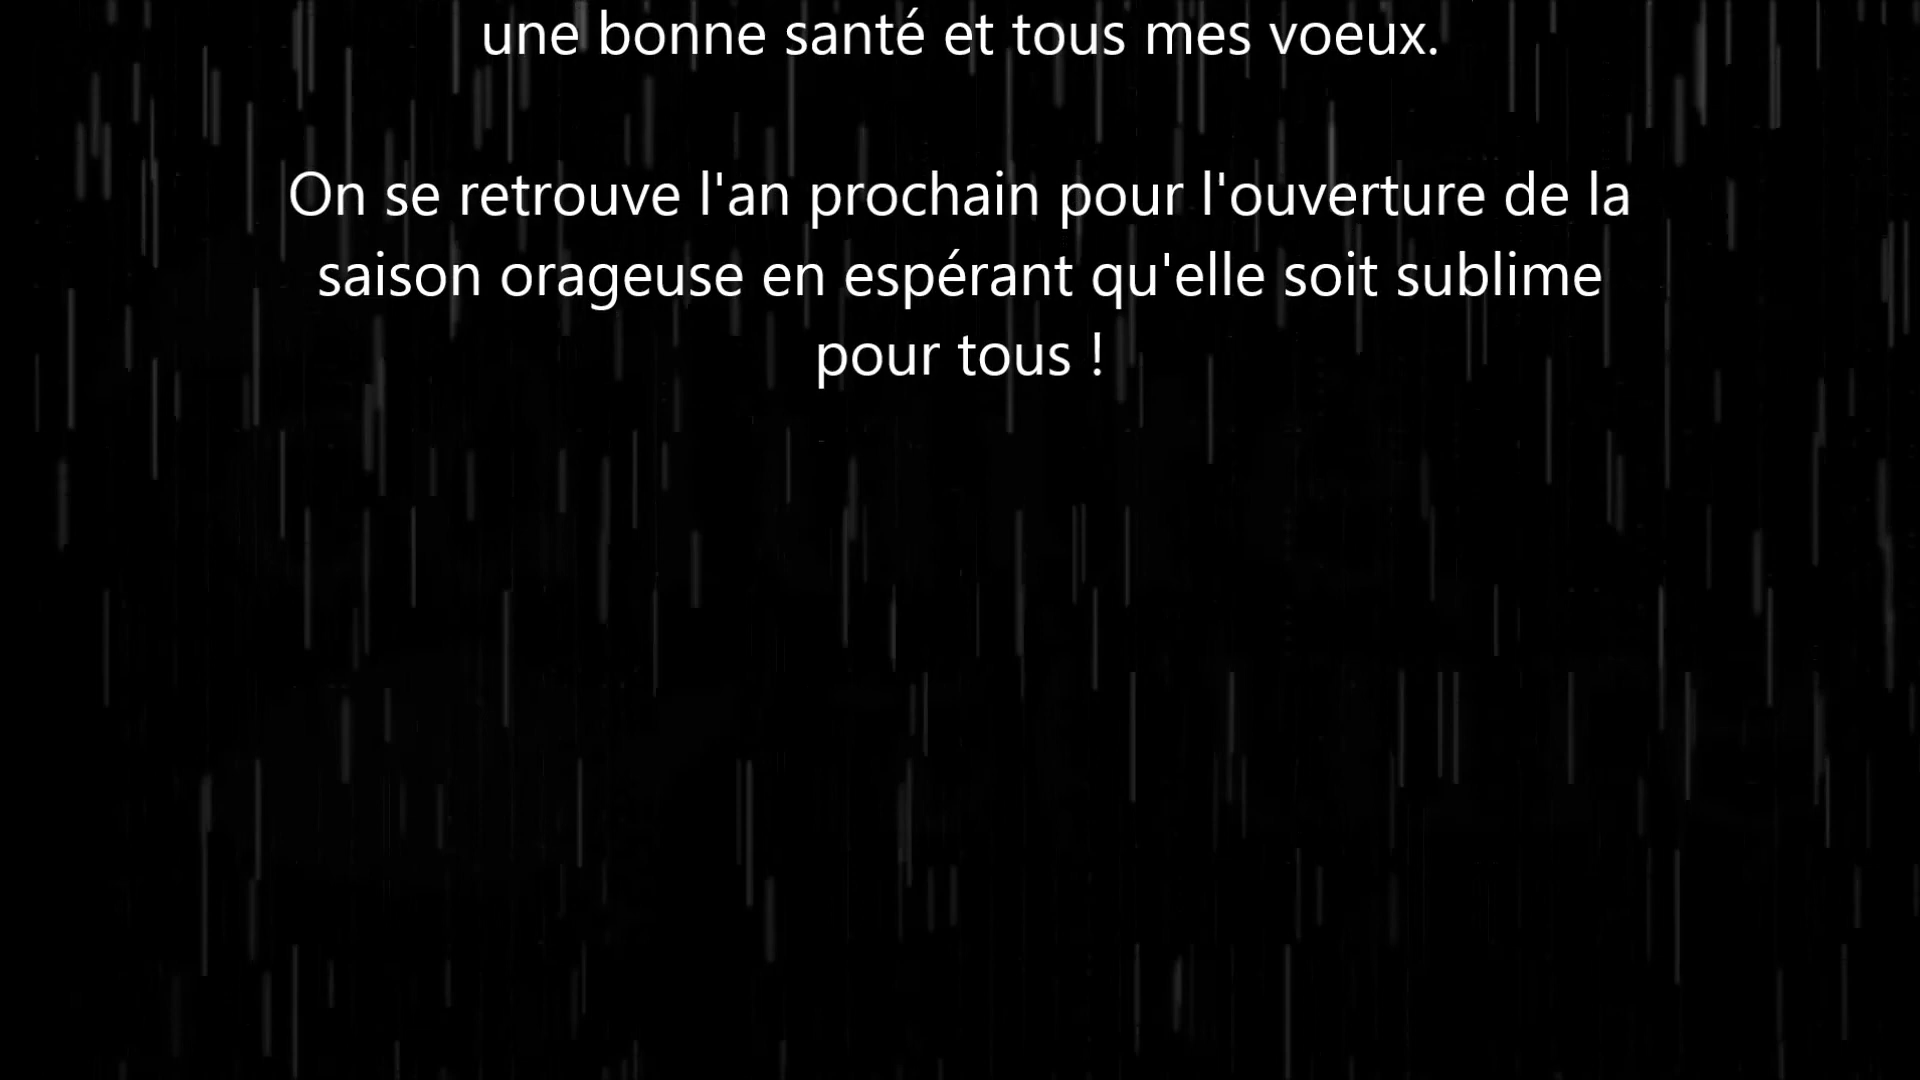 une bonne santé et tous mes voeux.
On se retrouve l'an prochain pour l'ouverture de la
saison orageuse en espérant qu'elle soit sublime
pour tous !